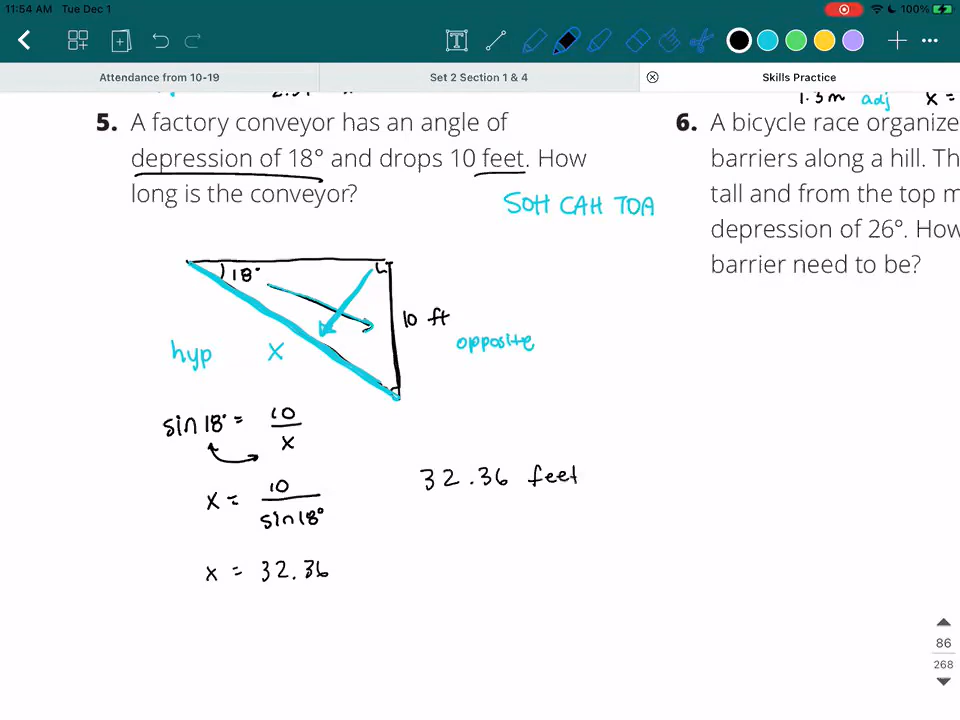 11:54 AM Tue Dec 1
100%
Attendance from 10-19
Set 2 Section 1 & 4
Skills Practice
1.3m adj x =
5. A factory conveyor has an angle of
depression of 18° and drops 10 feet. How
long is the conveyor?
SOH CAH TOA
6. A bicycle race organize
barriers along a hill. Th
tall and from the top m
depression of 26°. How
barrier need to be?
18°
10 ft
opposite
hyp x
sin 18° = 10/x
x = 10/sin 18°
32.36 feet
x = 32.36
86
268